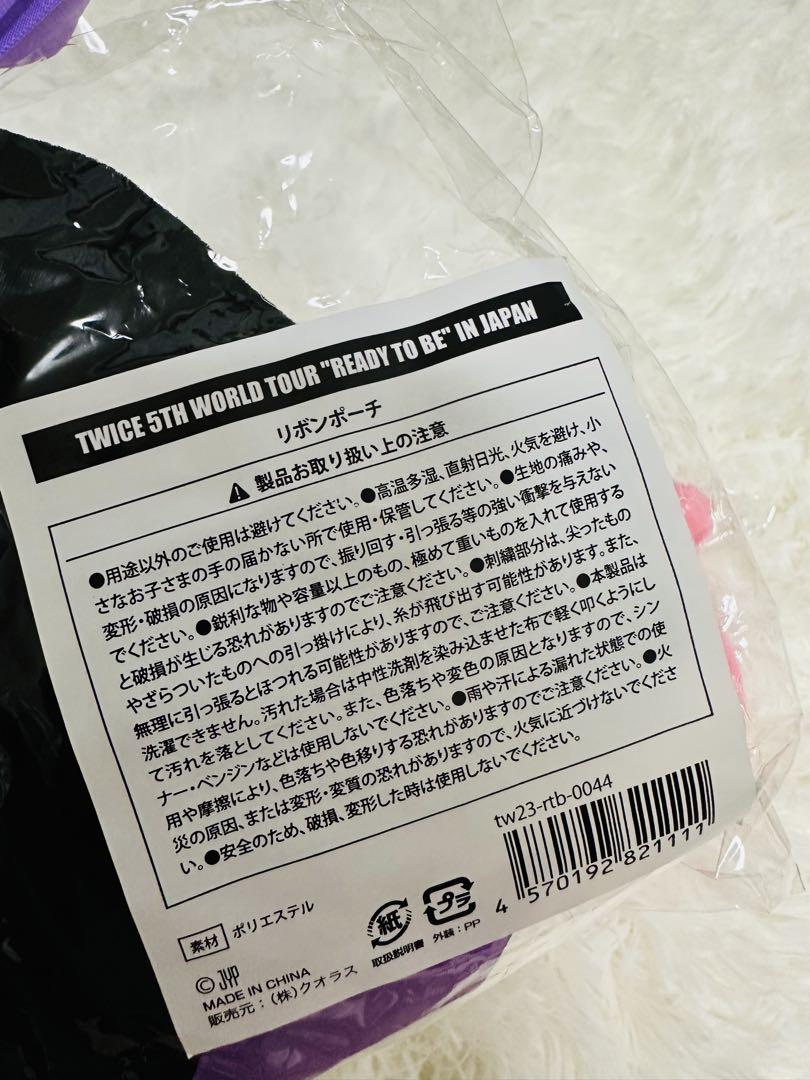 TWICE 5TH WORLD TOUR "READY TO BE" IN JAPAN
リボンポーチ
製品お取り扱い上の注意
●用途以外のご使用は避けてください。●高温多湿、直射日光、火気を避け、小
さなお子さまの手の届かない所で使用・保管してください。●生地の痛みや、
変形・破損の原因になりますので、振り回す・引っ張る等の強い衝撃を与えない
でください。●鋭利な物や容量以上のもの、極めて重いものを入れて使用する
と破損が生じる恐れがありますのでご注意ください。●刺繍部分は、尖ったもの
やざらついたものへの引っ掛けにより、糸が飛び出す可能性があります。また、
無理に引っ張るとほつれる可能性がありますので、ご注意ください。●本製品は
洗濯できません。汚れた場合は中性洗剤を染み込ませた布で軽く叩くようにし
て汚れを落としてください。また、色落ちや変色の原因となりますので、シン
ナー・ベンジンなどは使用しないでください。●雨や汗による漏れた状態での使
用や摩擦により、色落ちや色移りする恐れがありますのでご注意ください。●火
災の原因、または変形・変質の恐れがありますので、火気に近づけないでくださ
い。●安全のため、破損、変形した時は使用しないでください。
tw23-rtb-0044
4 570192 821111
素材 ポリエステル
紙 プラ
取扱説明書 外装:PP
© JYP
MADE IN CHINA
販売元:(株)クオラス